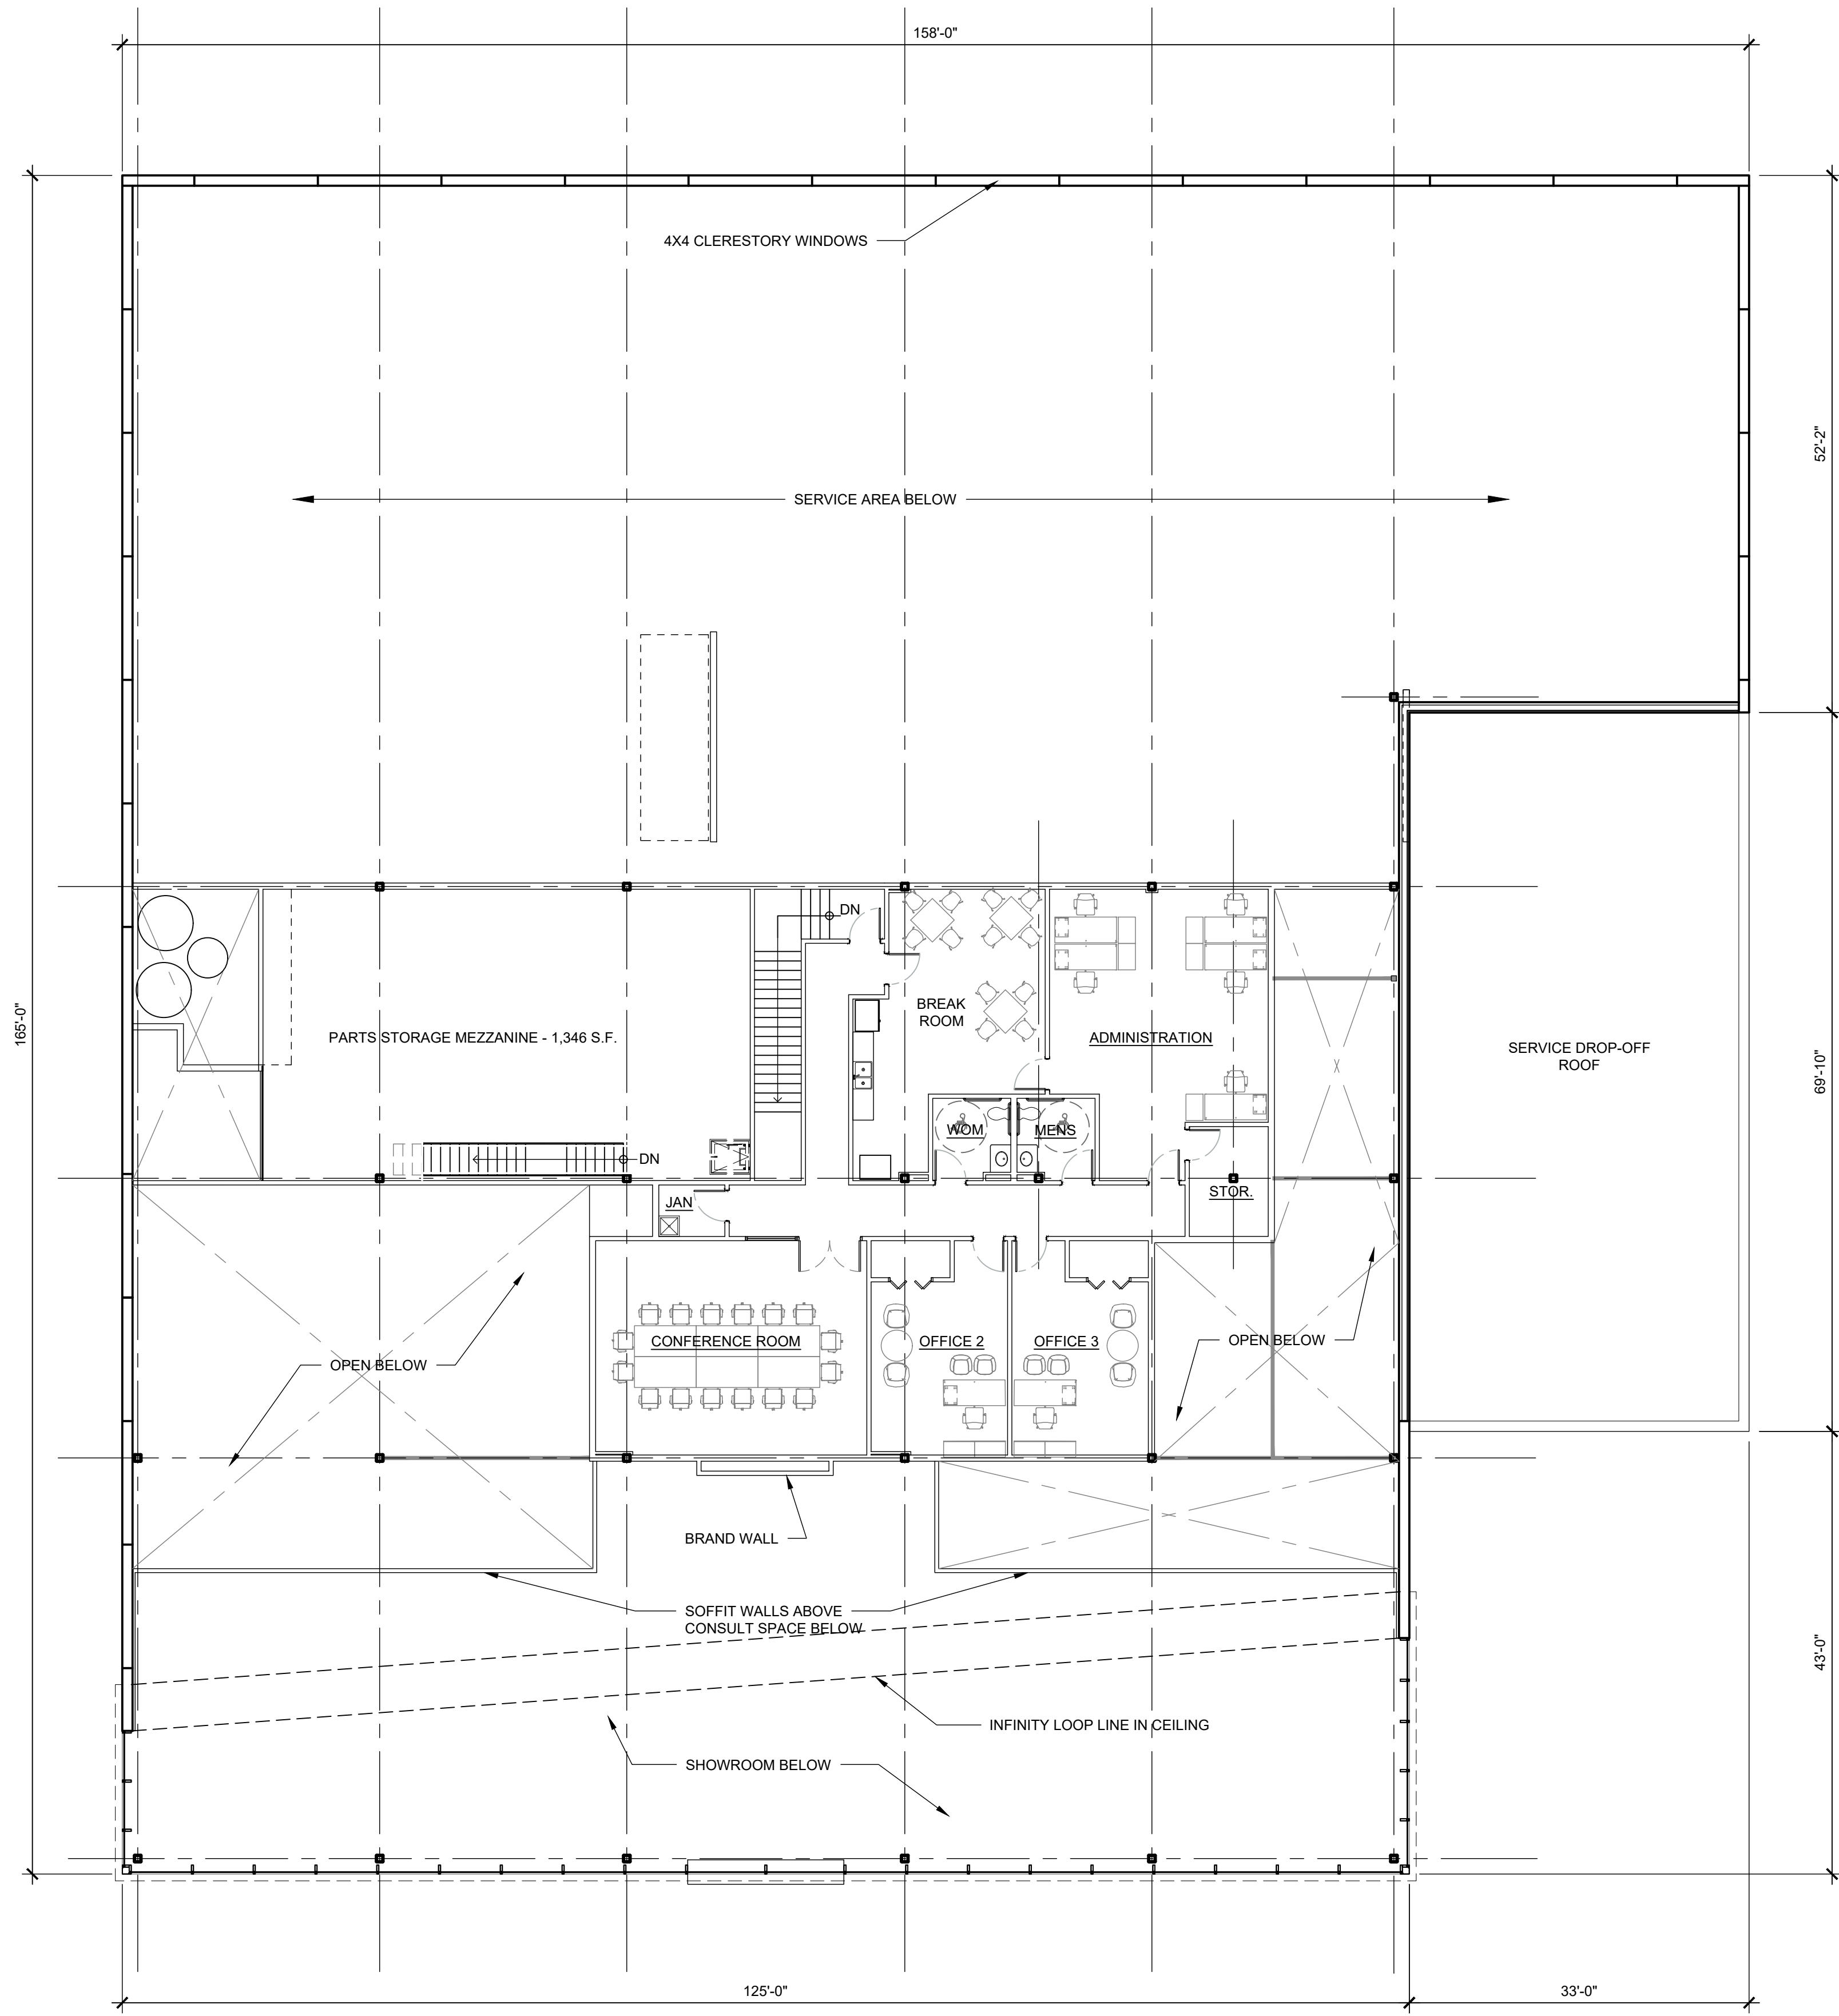 158'-0"
4X4 CLERESTORY WINDOWS
52'-2"
SERVICE AREA BELOW
DN
BREAK
ROOM
165'-0"
PARTS STORAGE MEZZANINE - 1,346 S.F.
ADMINISTRATION
SERVICE DROP-OFF
ROOF
69'-10"
WOM
MENS
DN
JAN
STOR.
CONFERENCE ROOM
OFFICE 2
OFFICE 3
OPEN BELOW
OPEN BELOW
BRAND WALL
SOFFIT WALLS ABOVE
CONSULT SPACE BELOW
43'-0"
INFINITY LOOP LINE IN CEILING
SHOWROOM BELOW
125'-0"
33'-0"